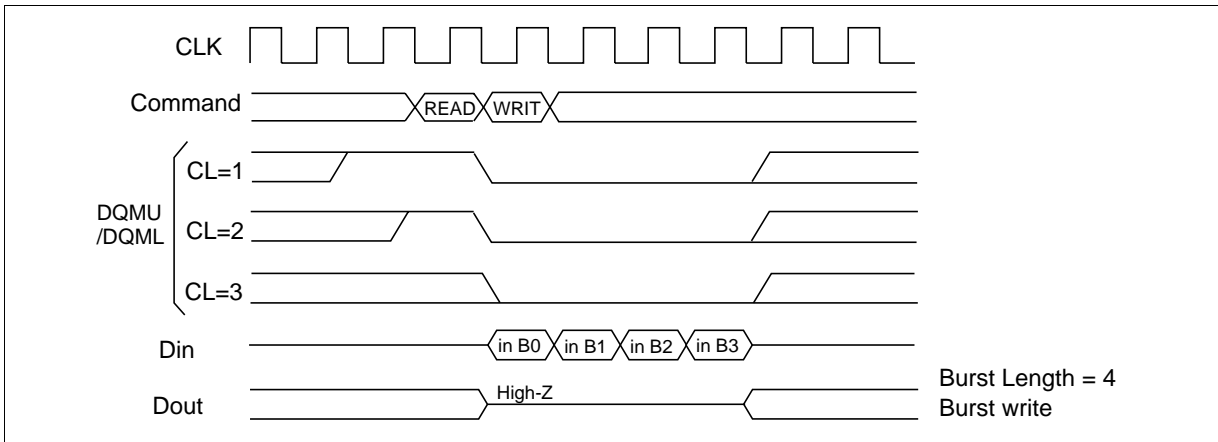 CLK
Command
READ WRIT
CL=1
DQMU
/DQML
CL=2
CL=3
Din
in B0 in B1 in B2 in B3
Dout
High-Z
Burst Length = 4
Burst write